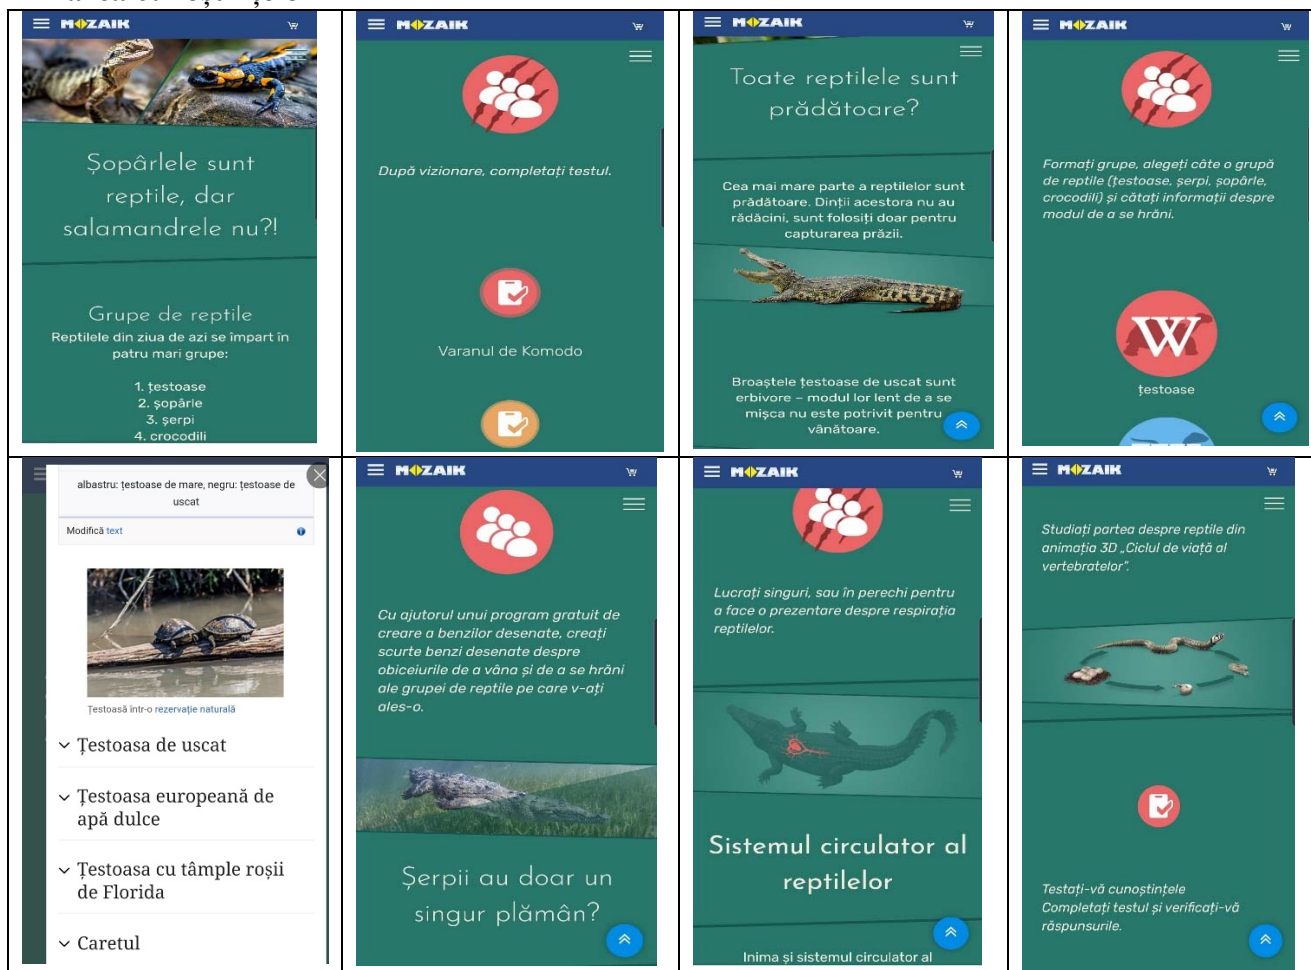 MOZAIK
Șopârlele sunt
reptile, dar
salamandrele nu?!
Grupe de reptile
Reptilele din ziua de azi se împart în
patru mari grupe:
1. țestoase
2. șopârle
3. șerpi
4. crocodili
MOZAIK
După vizionare, completați testul.
Varanul de Komodo
MOZAIK
Toate reptilele sunt
prădătoare?
Cea mai mare parte a reptilelor sunt
prădătoare. Dinții acestora nu au
rădăcini, sunt folosiți doar pentru
capturarea prăzii.
Broaștele țestoase de uscat sunt
erbivore – modul lor lent de a se
mișca nu este potrivit pentru
vânătoare.
MOZAIK
Formați grupe, alegeți câte o grupă
de reptile (țestoase, șerpi, șopârle,
crocodili) și cătați informații despre
modul de a se hrăni.
W
țestoase
albastru: țestoase de mare, negru: țestoase de
uscat
Modifică text
Țestoasă într-o rezervație naturală
Țestoasa de uscat
Țestoasa europeană de
apă dulce
Țestoasa cu tâmple roșii
de Florida
Caretul
MOZAIK
Cu ajutorul unui program gratuit de
creare a benzilor desenate, creați
scurte benzi desenate despre
obiceiurile de a vâna și de a se hrăni
ale grupei de reptile pe care v-ați
ales-o.
Șerpii au doar un
singur plămân?
MOZAIK
Lucrați singuri, sau în perechi pentru
a face o prezentare despre respirația
reptilelor.
Sistemul circulator al
reptilelor
Inima și sistemul circulator al
MOZAIK
Studiați partea despre reptile din
animația 3D „Ciclul de viață al
vertebratelor”.
Testați-vă cunoștințele
Completați testul și verificați-vă
răspunsurile.